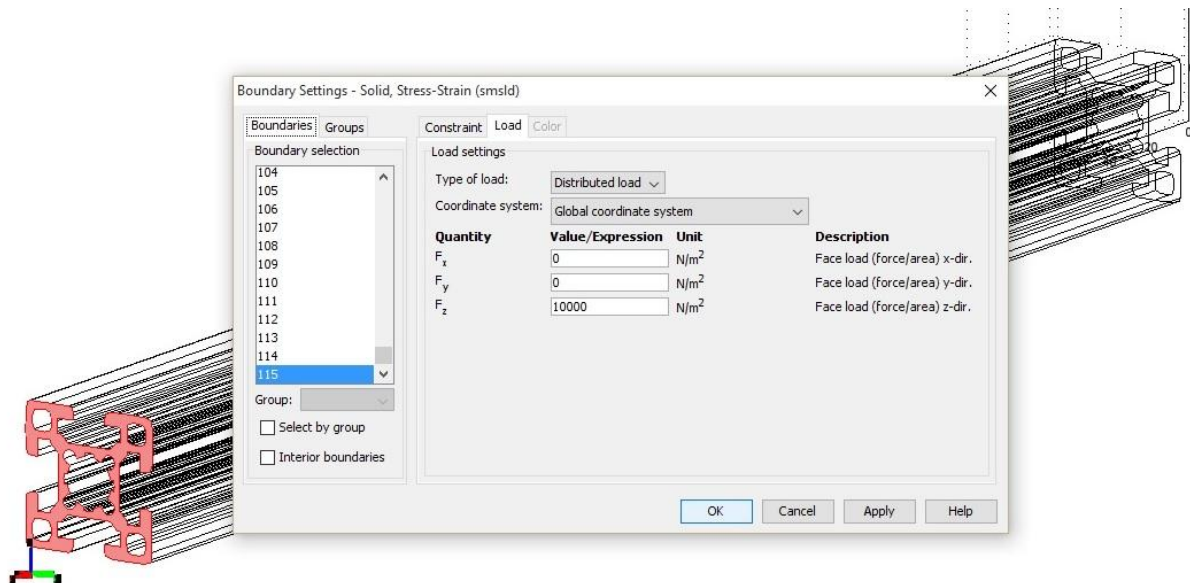 Boundary Settings - Solid, Stress-Strain (smsld)
Boundaries Groups
Boundary selection
104
105
106
107
108
109
110
111
112
113
114
115
Group:
Select by group
Interior boundaries
Constraint Load Color
Load settings
Type of load: Distributed load
Coordinate system: Global coordinate system
Quantity Value/Expression Unit Description
Fx 0 N/m2 Face load (force/area) x-dir.
Fy 0 N/m2 Face load (force/area) y-dir.
Fz 10000 N/m2 Face load (force/area) z-dir.
OK Cancel Apply Help
20
0